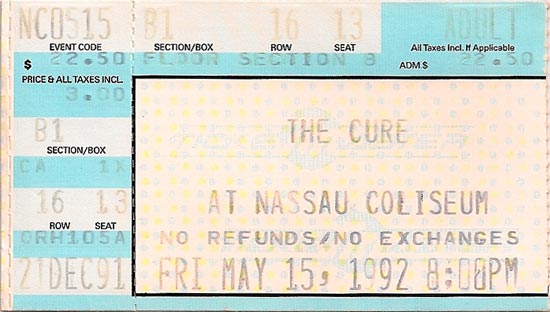 NC0515 B1 16 13 ADULT
EVENT CODE SECTION/BOX ROW SEAT All Taxes Incl. If Applicable
$ 22.50 FLOOR SECTION 8 ADM.$ 22.50
PRICE & ALL TAXES INCL.
3.00
B1 THE CURE
SECTION/BOX
CA 1X
16 13 AT NASSAU COLISEUM
ROW SEAT
CRH105A NO REFUNDS/NO EXCHANGES
21DEC91 FRI MAY 15, 1992 8:00PM